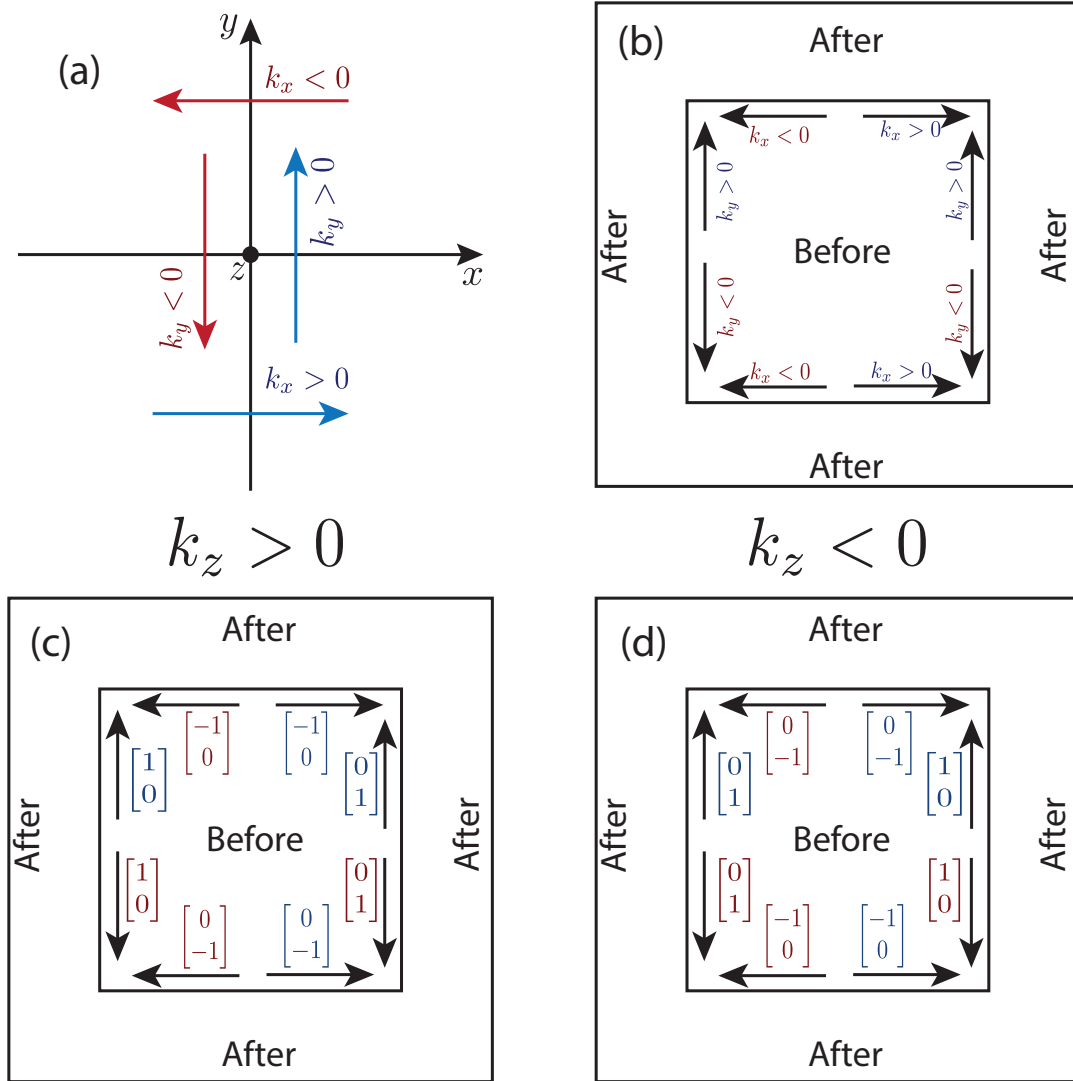 (a)
y
k_x < 0
k_y > 0
z
x
k_y < 0
k_x > 0
(b)
After
k_x < 0
k_x > 0
k_y > 0
k_y > 0
After
Before
After
k_y < 0
k_y < 0
k_x < 0
k_x > 0
After
k_z > 0
k_z < 0
(c)
After
[-1 0]
[-1 0]
[1 0]
[0 1]
After
Before
After
[1 0]
[0 1]
[0 -1]
[0 -1]
After
(d)
After
[0 -1]
[0 -1]
[0 1]
[1 0]
After
Before
After
[0 1]
[1 0]
[-1 0]
[-1 0]
After